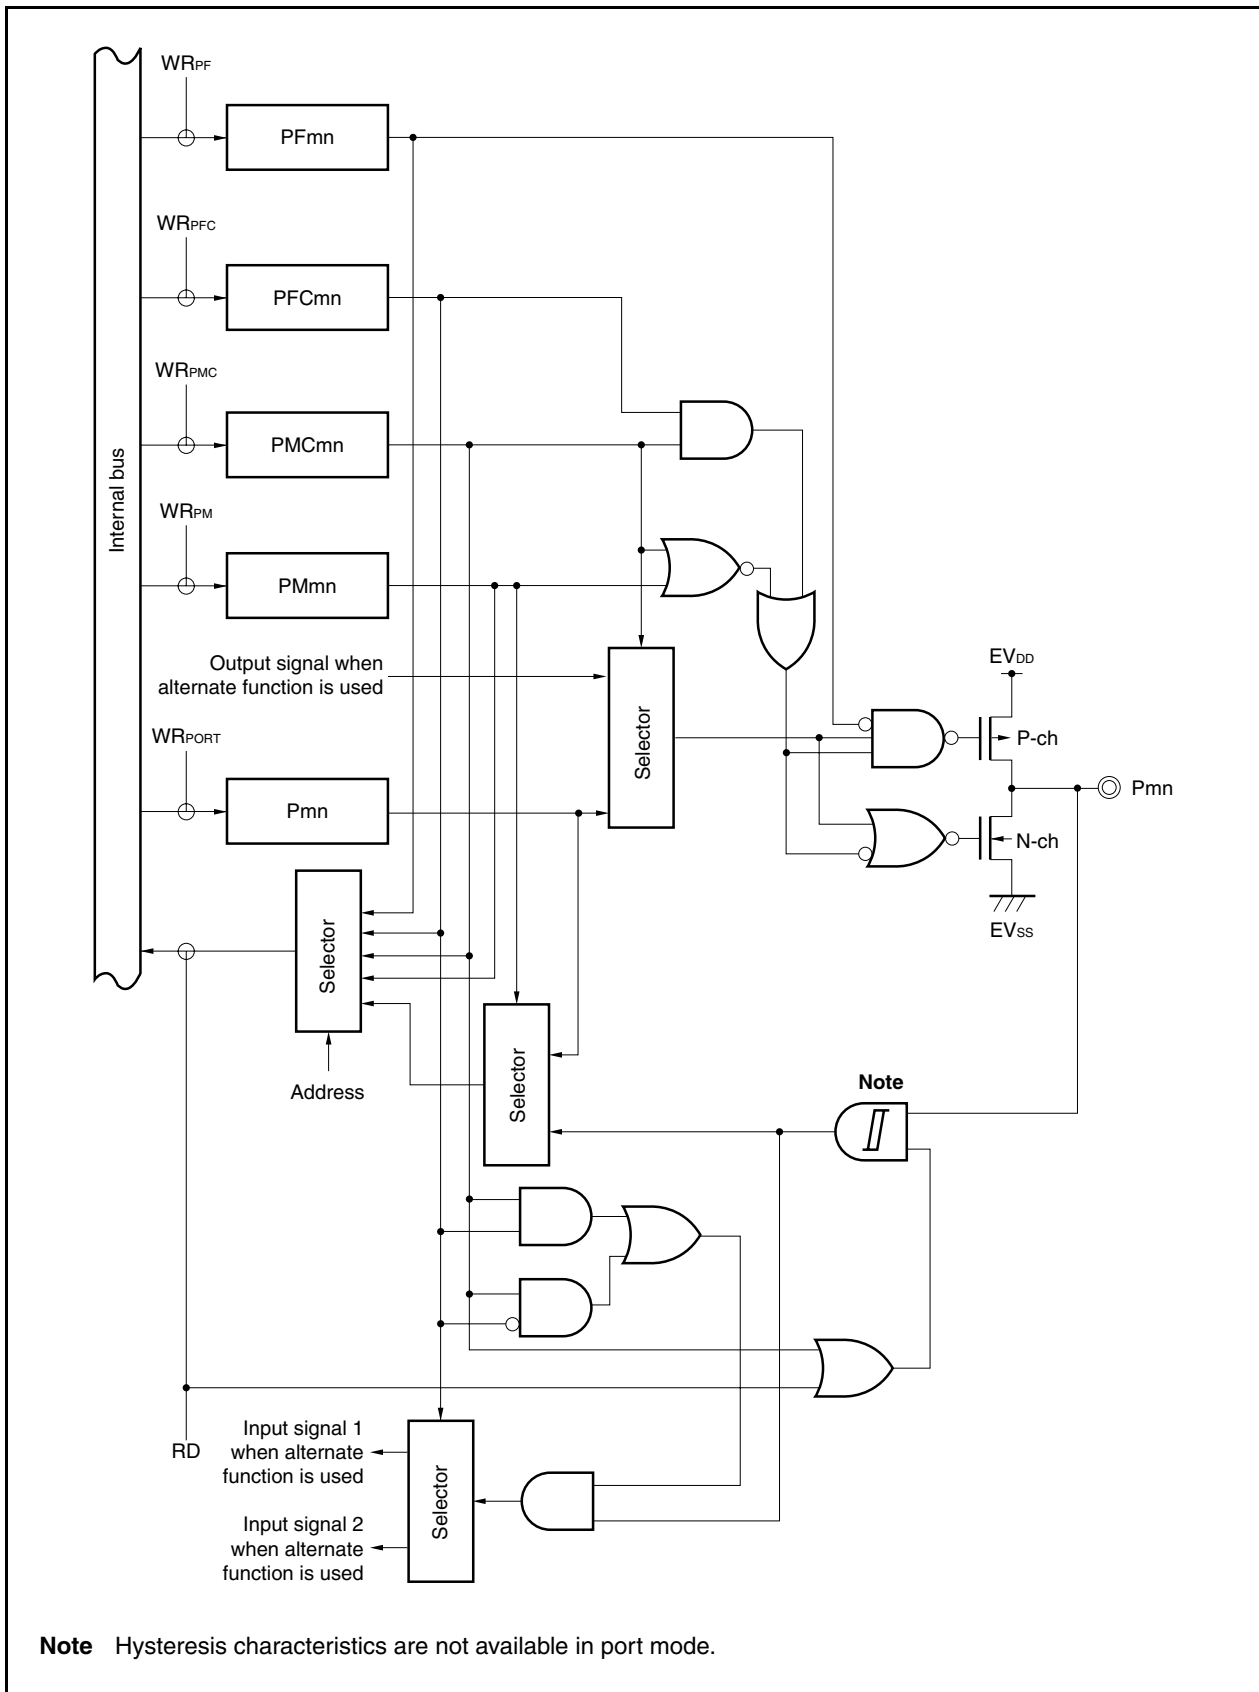 WRPF
PFmn
WRPFC
PFCmn
WRPMC
PMCmn
Internal bus
WRPM
PMmn
Output signal when
alternate function is used
Selector
EVDD
P-ch
WRPORT
Pmn
Pmn
N-ch
EVSS
Selector
Address
Selector
Note
RD
Input signal 1
when alternate
function is used
Selector
Input signal 2
when alternate
function is used
Note Hysteresis characteristics are not available in port mode.